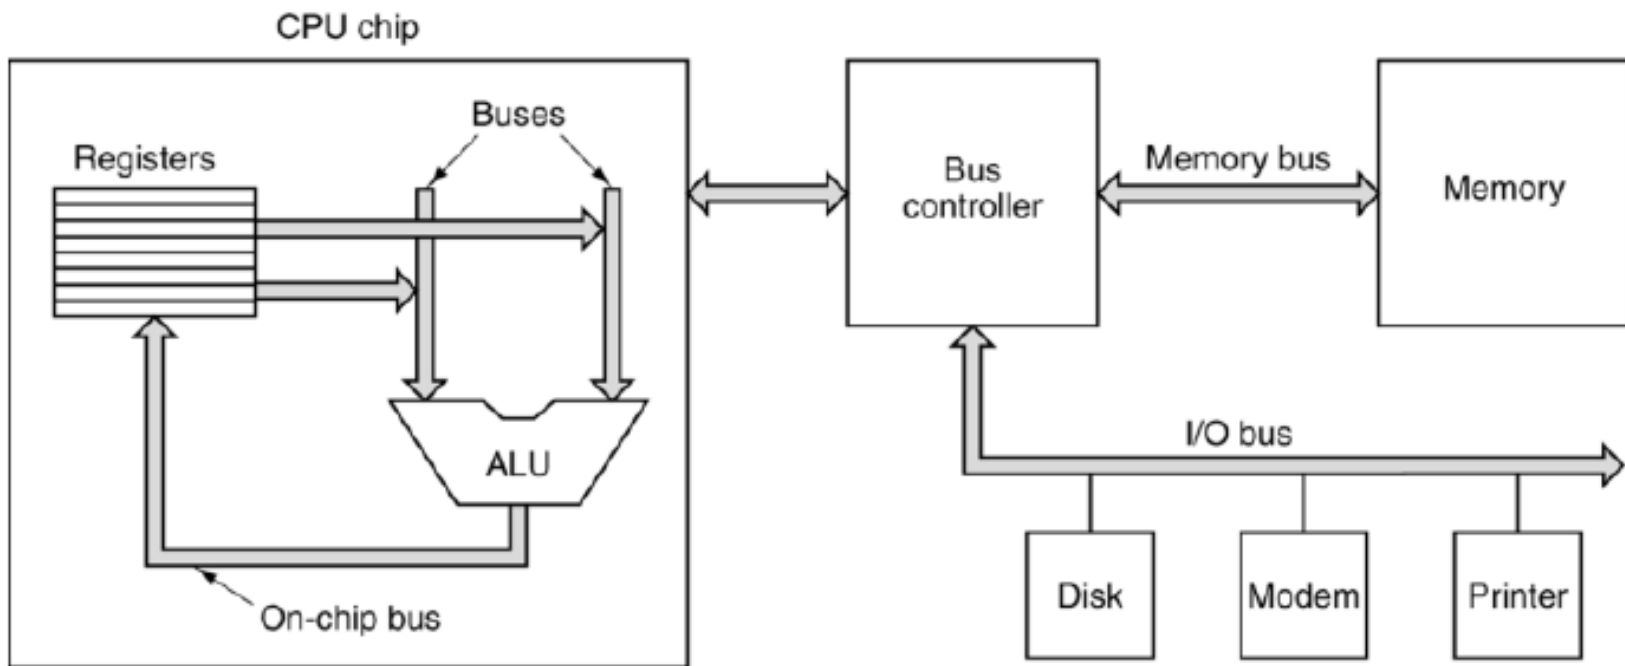 CPU chip
Buses
Registers
ALU
On-chip bus
Bus
controller
Memory bus
Memory
I/O bus
Disk
Modem
Printer